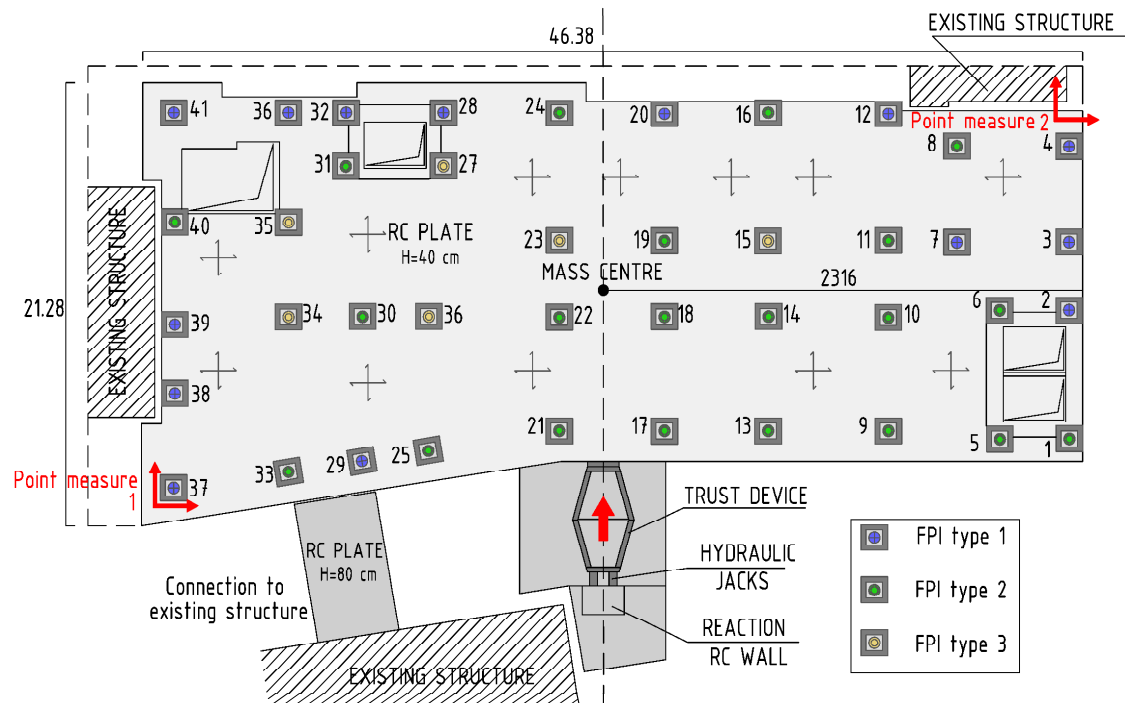 EXISTING STRUCTURE
46.38
41
36
32
28
24
20
16
12
Point measure 2
8
4
31
27
40
35
RC PLATE
H=40 cm
23
19
15
11
7
3
MASS CENTRE
2316
21.28
EXISTING STRUCTURE
39
34
30
36
22
18
14
10
6
2
38
37
33
29
25
21
17
13
9
5
1
Point measure
1
TRUST DEVICE
RC PLATE
H=80 cm
HYDRAULIC
JACKS
Connection to
existing structure
REACTION
RC WALL
EXISTING STRUCTURE
FPI type 1
FPI type 2
FPI type 3